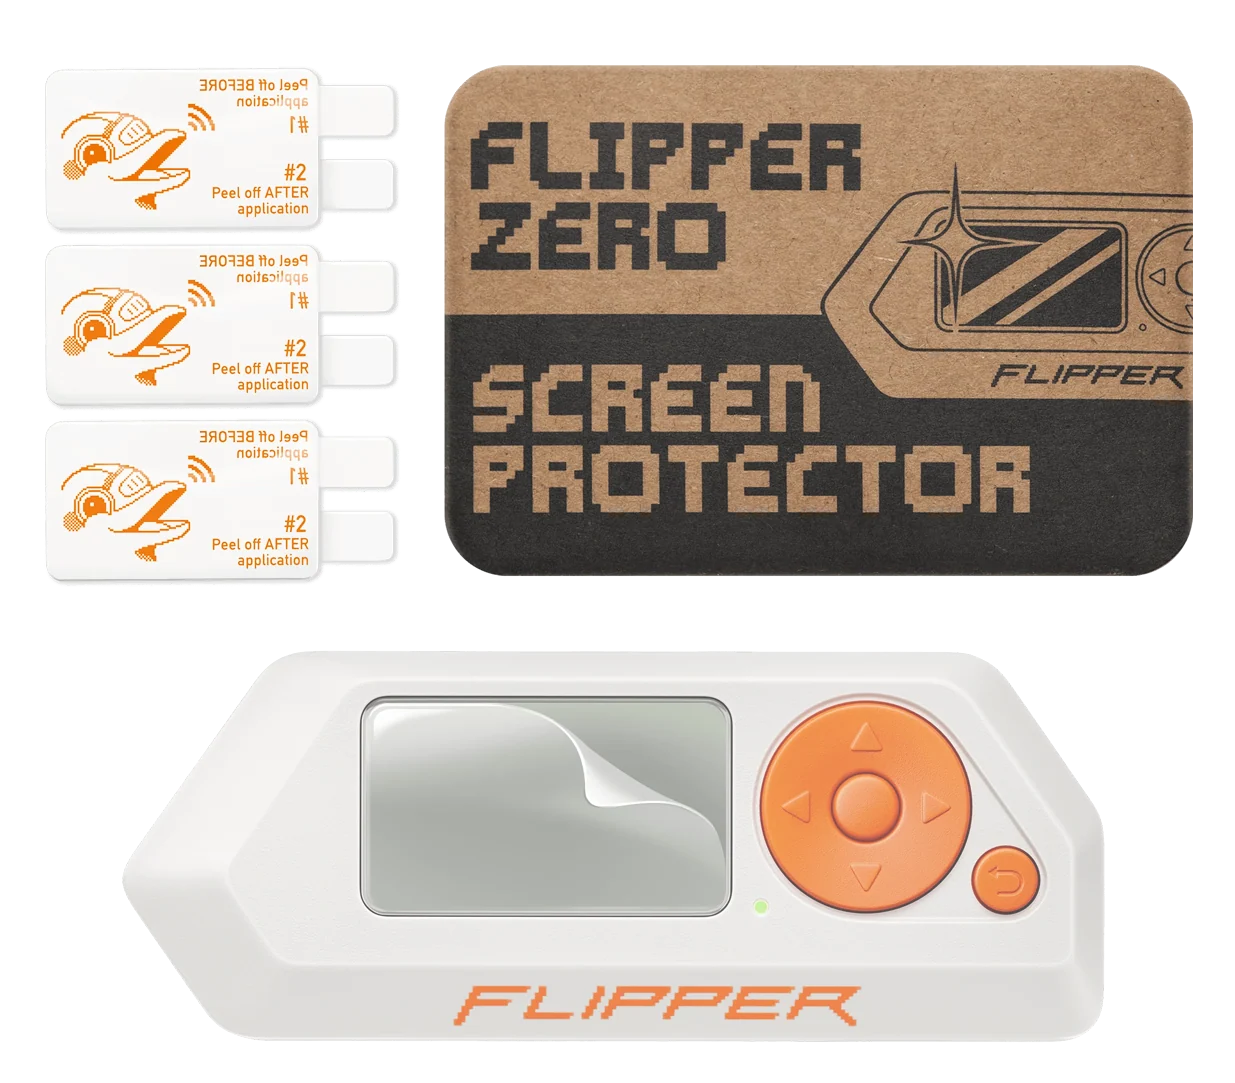 Peel off BEFORE
application
#1
#2
Peel off AFTER
application
Peel off BEFORE
application
#1
#2
Peel off AFTER
application
Peel off BEFORE
application
#1
#2
Peel off AFTER
application
FLIPPER
ZERO
FLIPPER
SCREEN
PROTECTOR
FLIPPER